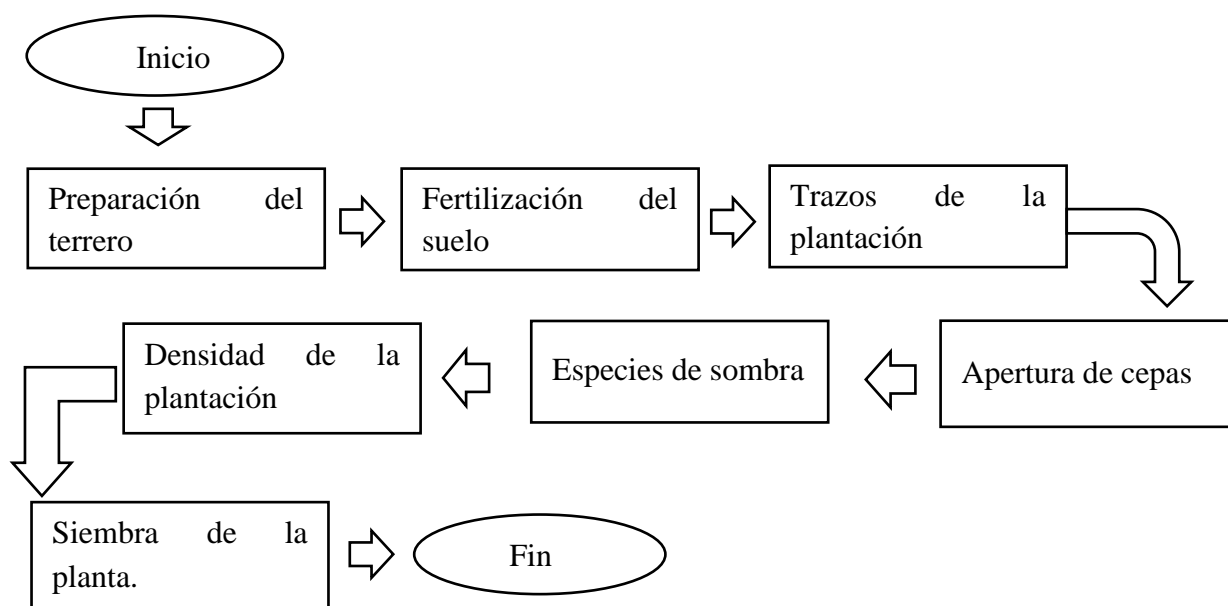 Inicio
Preparación del
terrero
Fertilización del
suelo
Trazos de la
plantación
Apertura de cepas
Especies de sombra
Densidad de la
plantación
Siembra de la
planta.
Fin